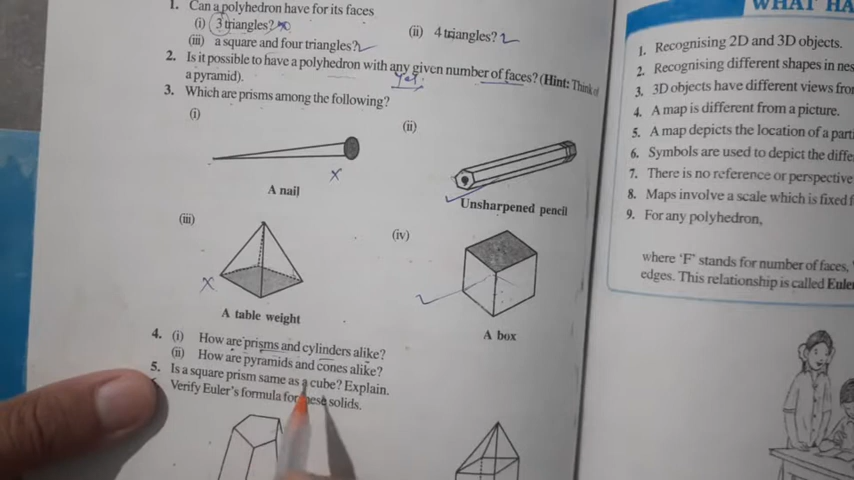 1. Can a polyhedron have for its faces
(i) 3 triangles?
(ii) 4 triangles?
(iii) a square and four triangles?
2. Is it possible to have a polyhedron with any given number of faces? (Hint: Think of
a pyramid).
Yes.
3. Which are prisms among the following?
(i)
(ii)
A nail
Unsharpened pencil
(iii)
(iv)
A table weight
A box
4. (i) How are prisms and cylinders alike?
(ii) How are pyramids and cones alike?
5. Is a square prism same as a cube? Explain.
Verify Euler's formula for these solids.
WHAT HA
1. Recognising 2D and 3D objects.
2. Recognising different shapes in nes
3. 3D objects have different views from
4. A map is different from a picture.
5. A map depicts the location of a parti
6. Symbols are used to depict the diffe
7. There is no reference or perspective
8. Maps involve a scale which is fixed f
9. For any polyhedron,
where 'F' stands for number of faces,
edges. This relationship is called Euler